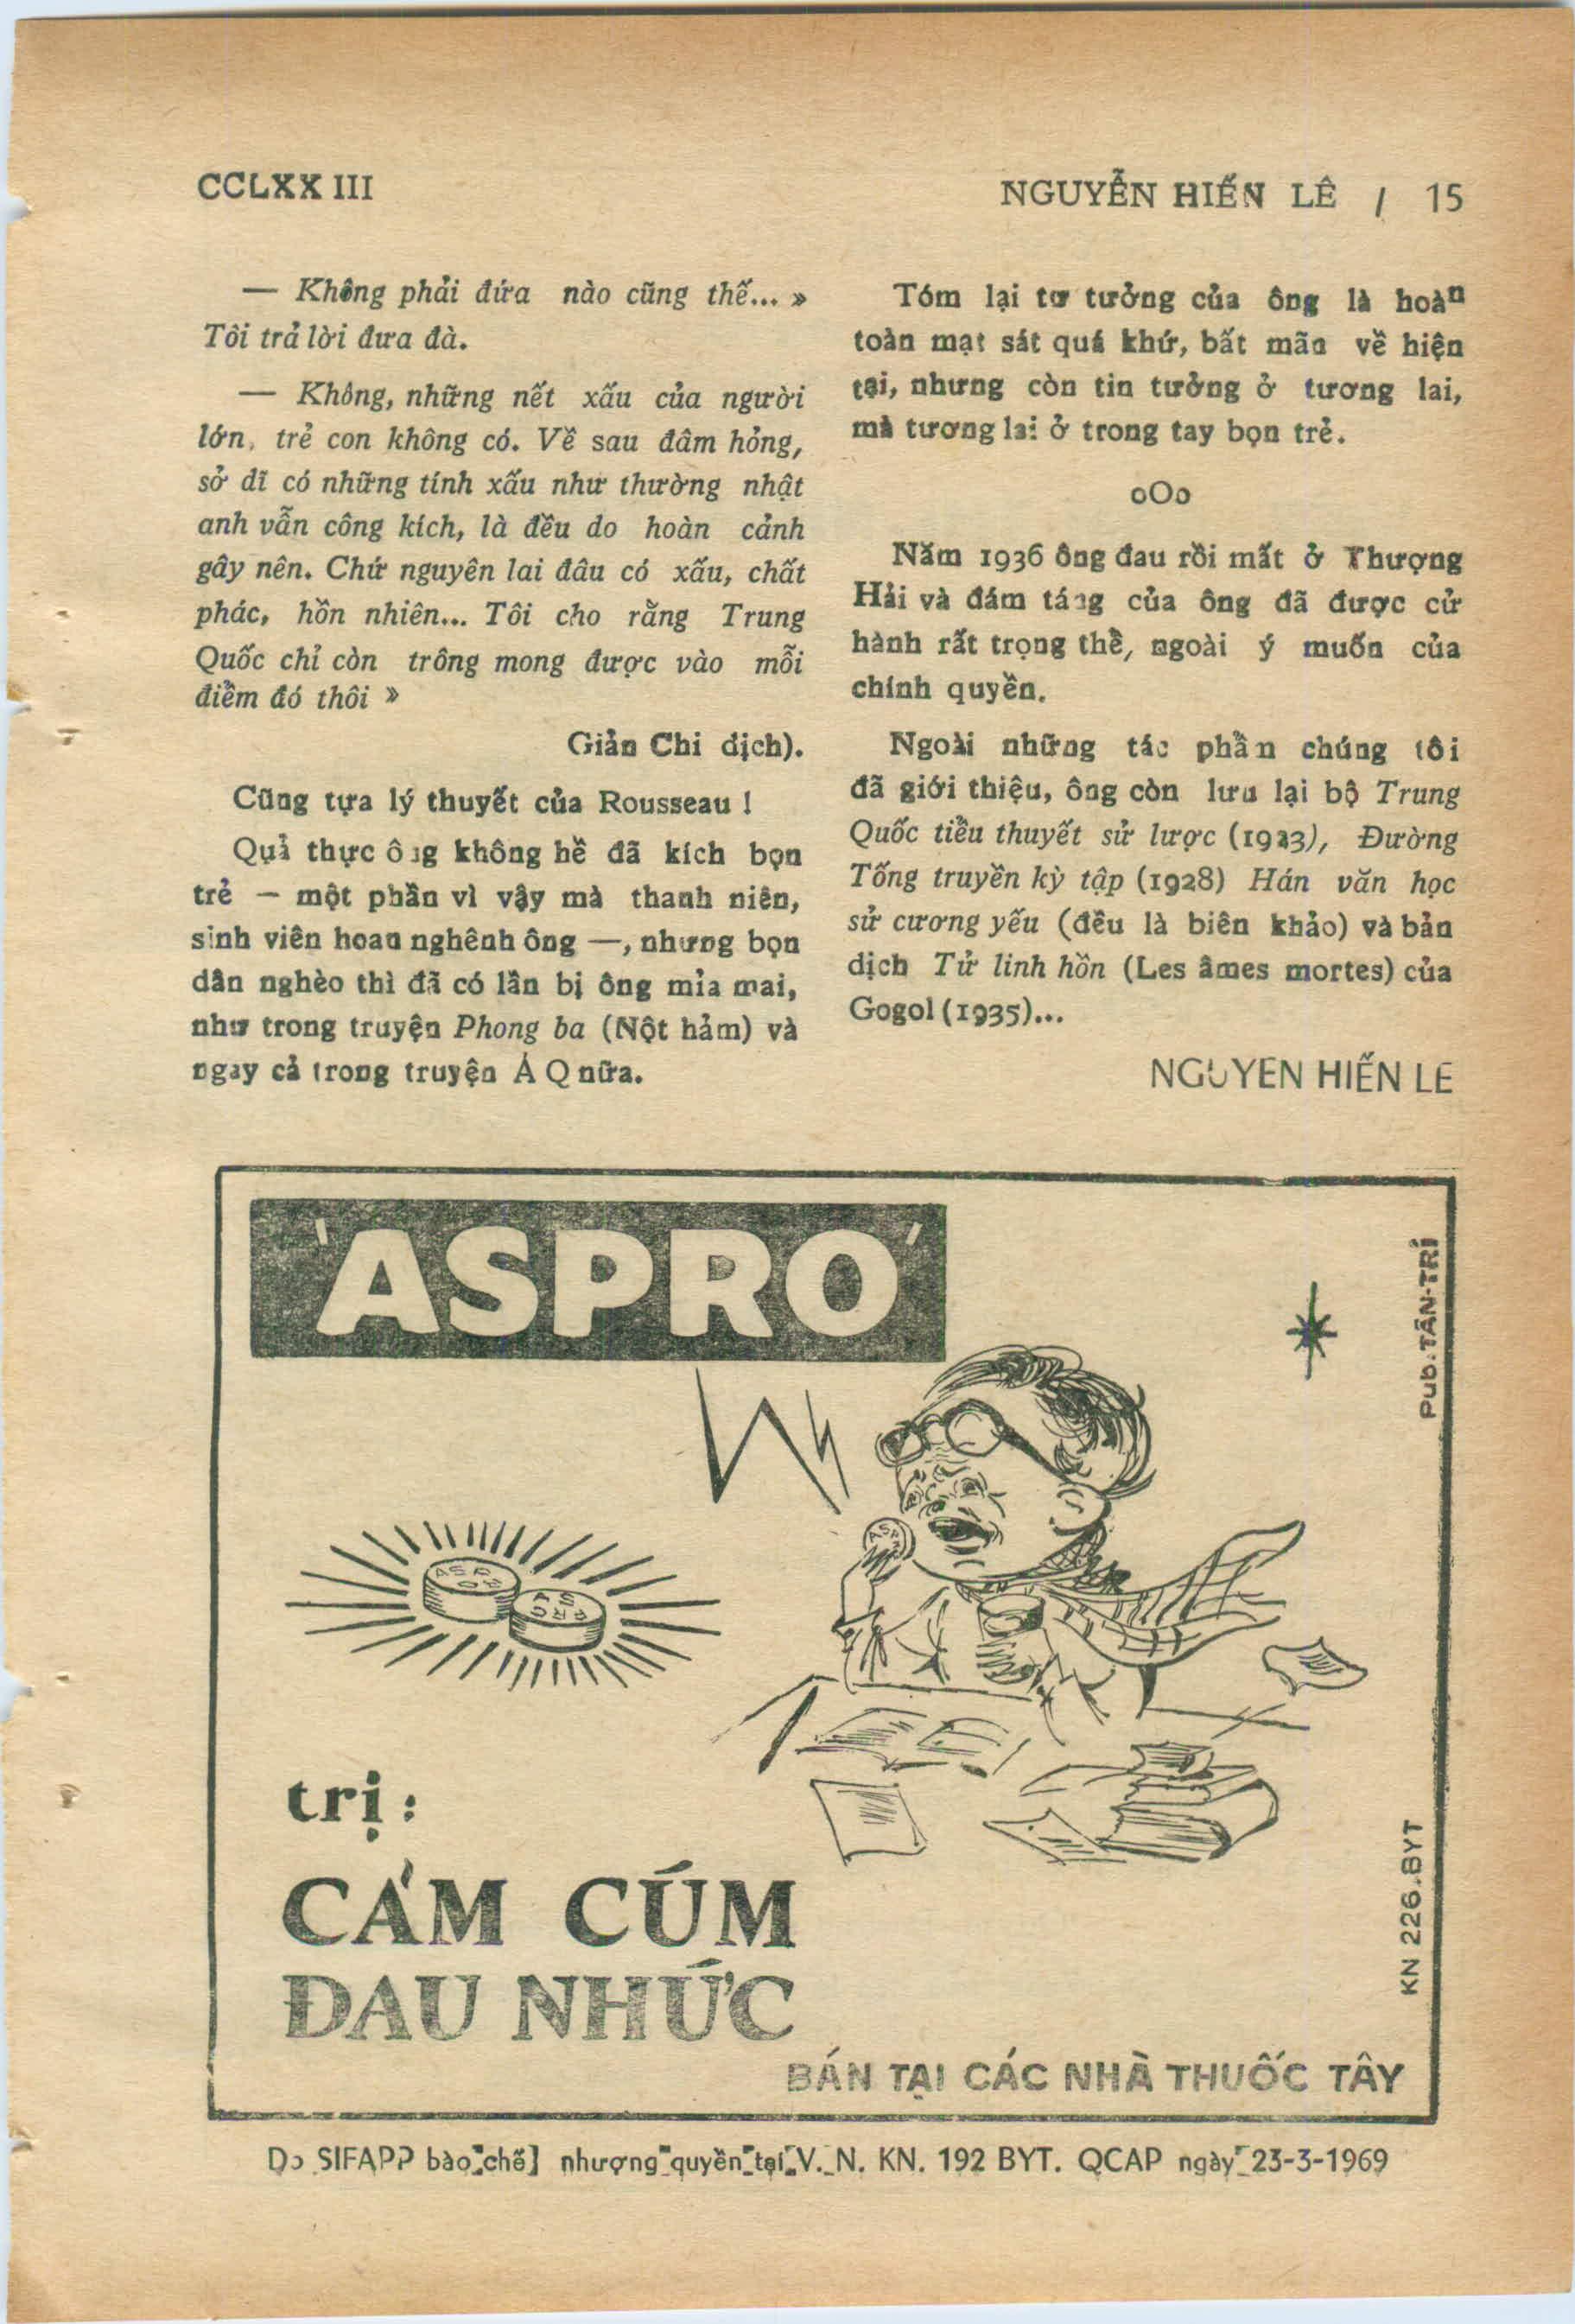 CCLXXIII
NGUYỄN HIẾN LÊ / 15
— Không phải đứa nào cũng thế... »
Tôi trả lời đưa đà.
— Không, những nết xấu của người
lớn, trẻ con không có. Về sau đâm hỏng,
sở dĩ có những tính xấu như thường nhật
anh vẫn công kích, là đều do hoàn cảnh
gây nên. Chứ nguyên lai đâu có xấu, chất
phác, hồn nhiên... Tôi cho rằng Trung
Quốc chỉ còn trông mong được vào mỗi
điểm đó thôi »
Giản Chi dịch).
Cũng tựa lý thuyết của Rousseau !
Quả thực ông không hề đã kích bọn
trẻ — một phần vì vậy mà thanh niên,
sinh viên hoan nghênh ông —, nhưng bọn
dân nghèo thì đã có lần bị ông mỉa mai,
như trong truyện Phong ba (Nột hảm) và
ngay cả trong truyện Á Q nữa.
Tóm lại tư tưởng của ông là hoàn
toàn mạt sát quá khứ, bất mãn về hiện
tại, nhưng còn tin tưởng ở tương lai,
mà tương lai ở trong tay bọn trẻ.
oOo
Năm 1936 ông đau rồi mất ở Thượng
Hải và đám táng của ông đã được cử
hành rất trọng thể, ngoài ý muốn của
chính quyền.
Ngoài những tác phẩm chúng tôi
đã giới thiệu, ông còn lưu lại bộ Trung
Quốc tiểu thuyết sử lược (1923), Đường
Tống truyền kỳ tập (1928) Hán văn học
sử cương yếu (đều là biên khảo) và bản
dịch Tử linh hồn (Les âmes mortes) của
Gogol (1935)...
NGUYEN HIẾN LE
'ASPRO'
Pub.TÂN-TRÍ
ASPRO
ASPRO
trị :
CẢM CÚM
ĐAU NHỨC
KN 226.BYT
BÁN TẠI CÁC NHÀ THUỐC TÂY
Do SIFAPP bào chế nhượng quyền tại V. N. KN. 192 BYT. QCAP ngày 23-3-1969